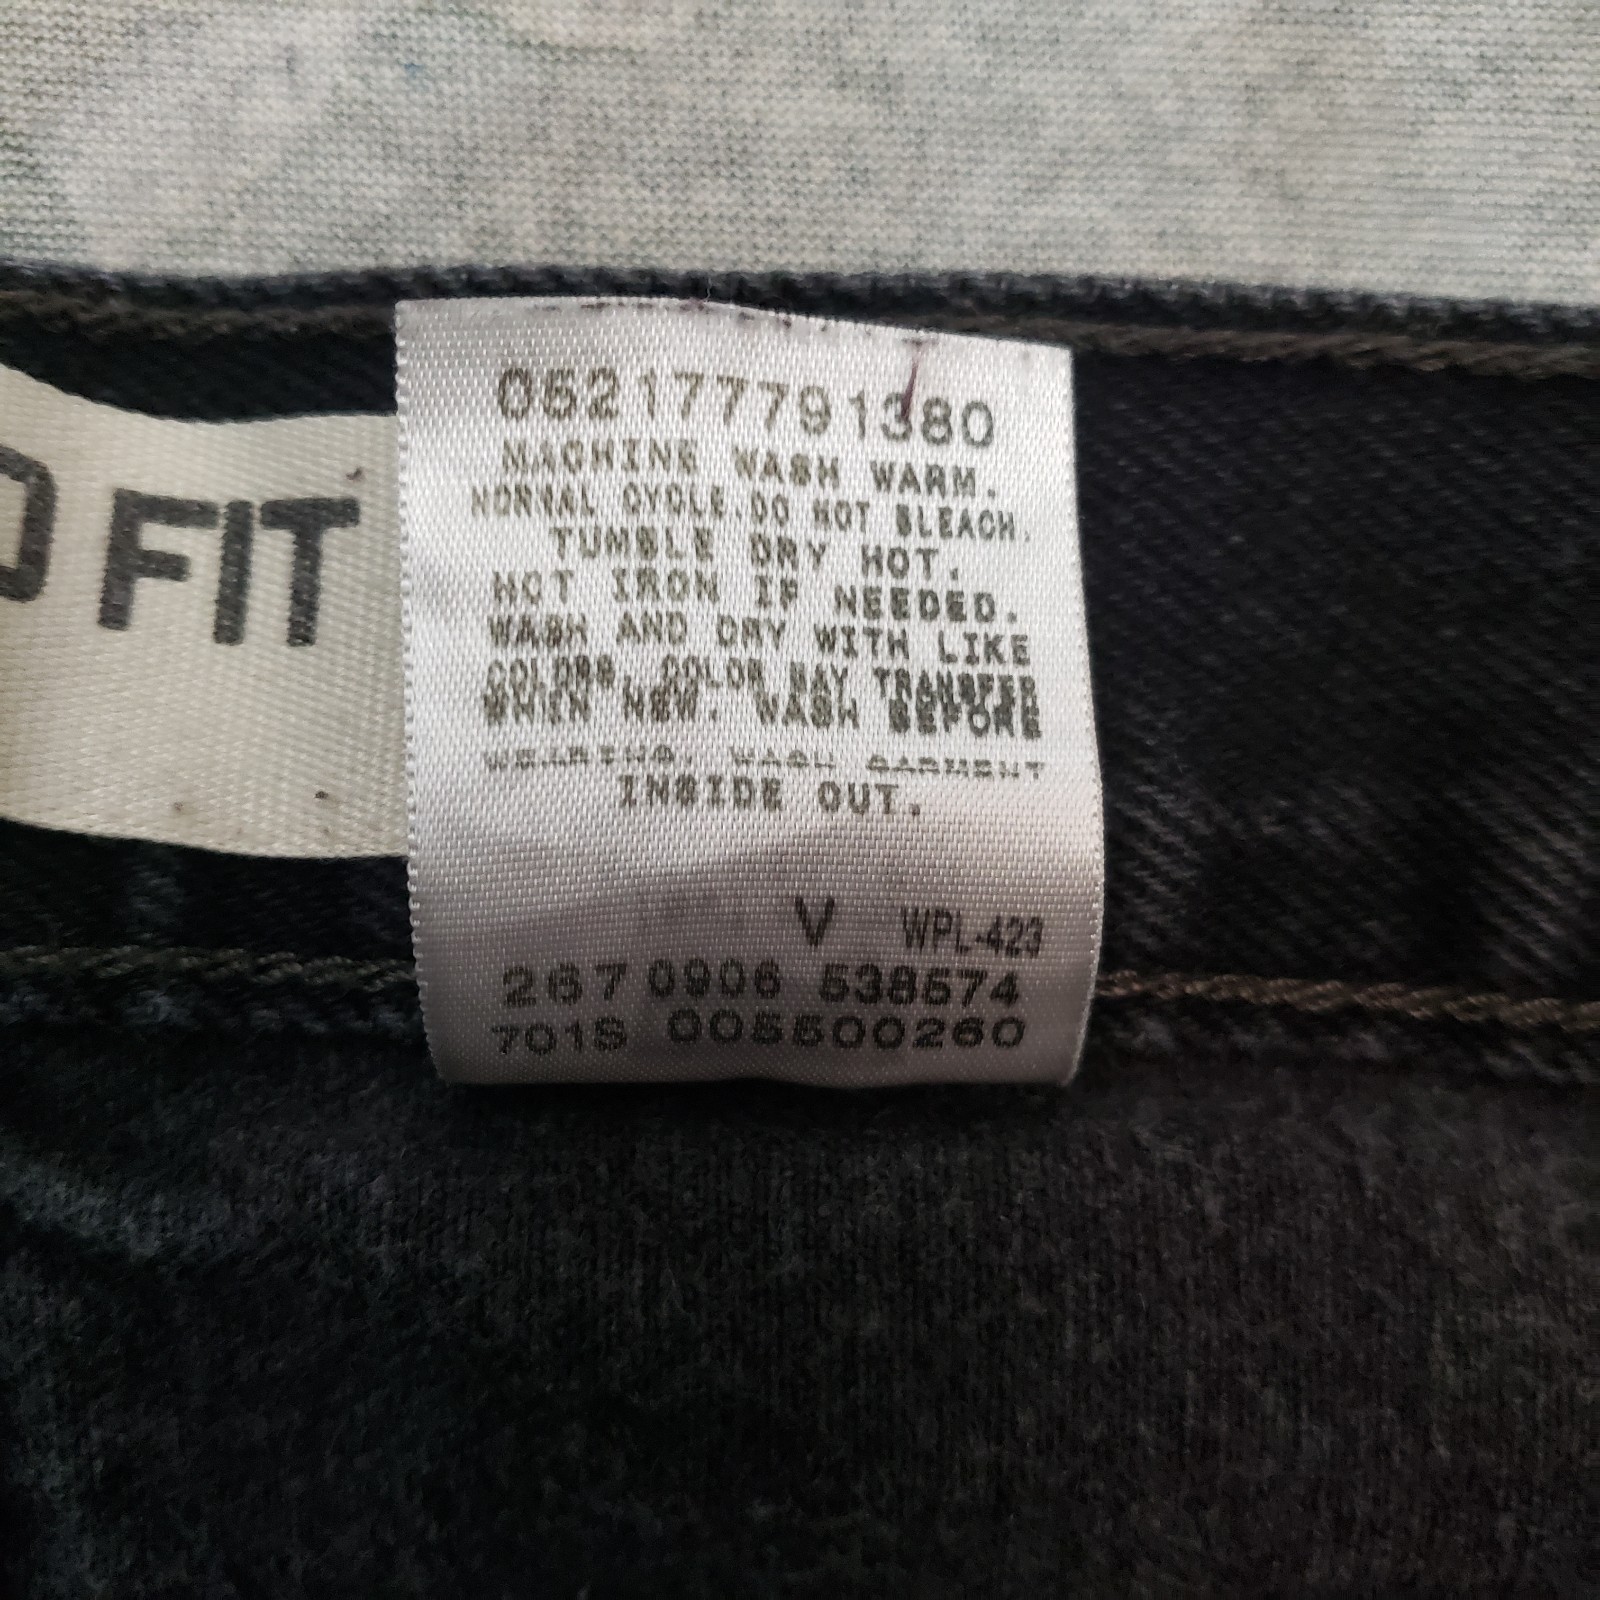 D FIT
052177791380
MACHINE WASH WARM.
NORMAL CYCLE.DO NOT BLEACH.
TUMBLE DRY HOT.
HOT IRON IF NEEDED.
WASH AND DRY WITH LIKE
COLORS. COLOR MAY TRANSFER
WHEN NEW. WASH BEFORE
WEARING. WASH GARMENT
INSIDE OUT.
V WPL-423
267 0906 538574
701S 005500260